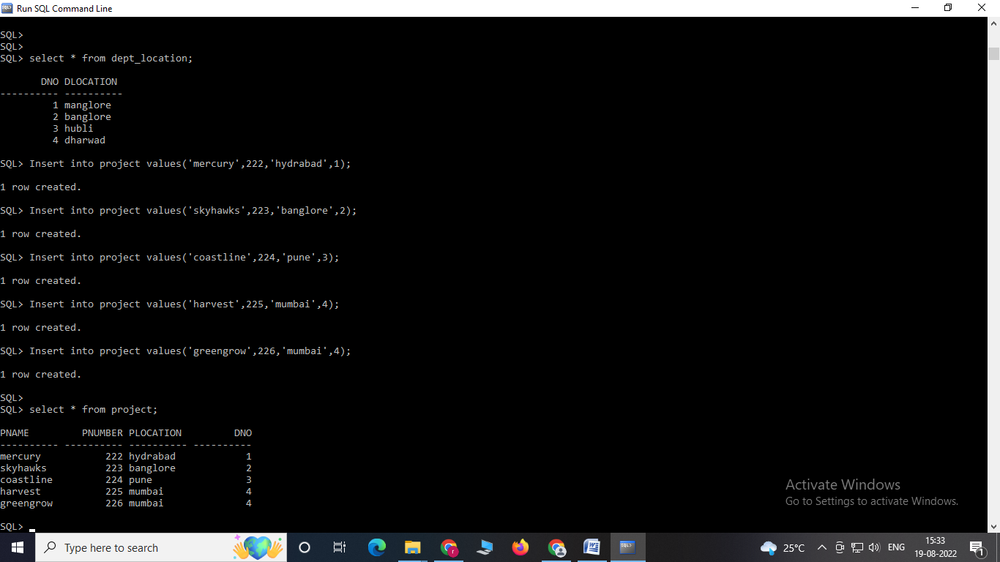 Run SQL Command Line
SQL>
SQL>
SQL> select * from dept_location;
       DNO DLOCATION
---------- ----------
         1 manglore
         2 banglore
         3 hubli
         4 dharwad
SQL> Insert into project values('mercury',222,'hydrabad',1);
1 row created.
SQL> Insert into project values('skyhawks',223,'banglore',2);
1 row created.
SQL> Insert into project values('coastline',224,'pune',3);
1 row created.
SQL> Insert into project values('harvest',225,'mumbai',4);
1 row created.
SQL> Insert into project values('greengrow',226,'mumbai',4);
1 row created.
SQL>
SQL> select * from project;
PNAME         PNUMBER PLOCATION         DNO
---------- ---------- ---------- ----------
mercury           222 hydrabad            1
skyhawks          223 banglore            2
coastline         224 pune                3
harvest           225 mumbai              4
greengrow         226 mumbai              4
SQL>
Activate Windows
Go to Settings to activate Windows.
Type here to search
25°C
ENG
15:33
19-08-2022
1